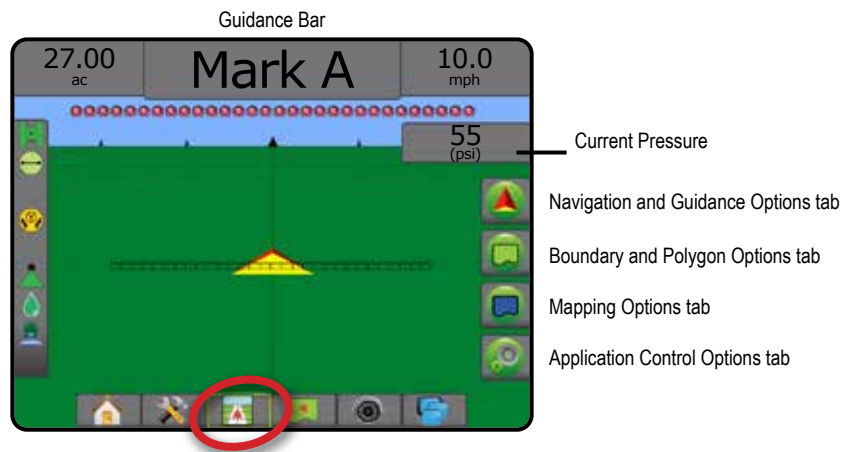 Guidance Bar
27.00
ac
Mark A
10.0
mph
55
(psi)
Current Pressure
Navigation and Guidance Options tab
Boundary and Polygon Options tab
Mapping Options tab
Application Control Options tab